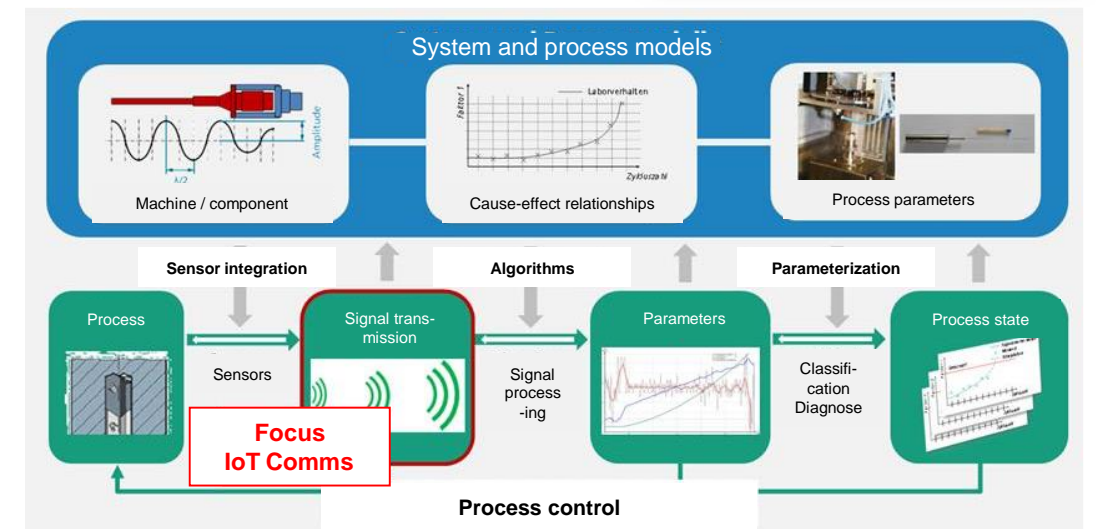 System and process models
Amplitude
λ/2
Machine / component
Faktor 1
Laborverhalten
Zykluszahl
Cause-effect relationships
Process parameters
Sensor integration
Algorithms
Parameterization
Process
Sensors
Signal trans-
mission
Signal
process
-ing
Parameters
Classifi-
cation
Diagnose
Process state
Focus
IoT Comms
Process control